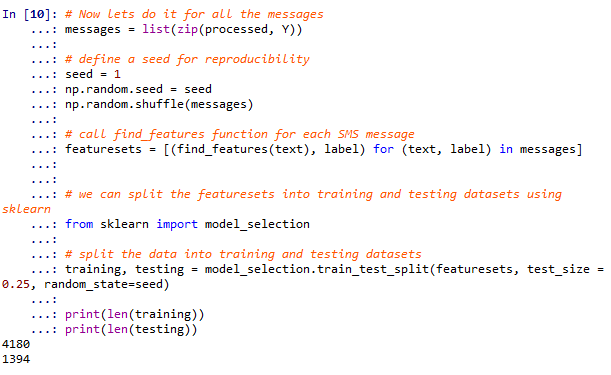 In [10]: # Now Lets do it for all the messages
    ...: messages = list(zip(processed, Y))
    ...:
    ...: # define a seed for reproducibility
    ...: seed = 1
    ...: np.random.seed = seed
    ...: np.random.shuffle(messages)
    ...:
    ...: # call find_features function for each SMS message
    ...: featuresets = [(find_features(text), label) for (text, label) in messages]
    ...:
    ...:
    ...: # we can split the featuresets into training and testing datasets using
sklearn
    ...: from sklearn import model_selection
    ...:
    ...: # split the data into training and testing datasets
    ...: training, testing = model_selection.train_test_split(featuresets, test_size =
0.25, random_state=seed)
    ...:
    ...: print(len(training))
    ...: print(len(testing))
4180
1394